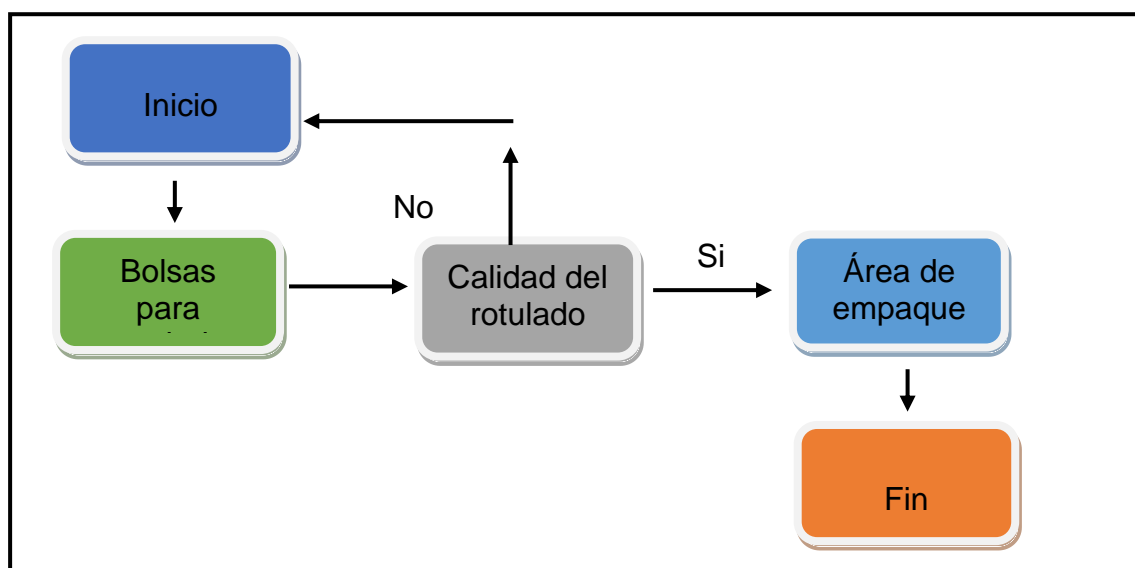 Inicio
No
Bolsas
para
Calidad del
rotulado
Si
Área de
empaque
Fin